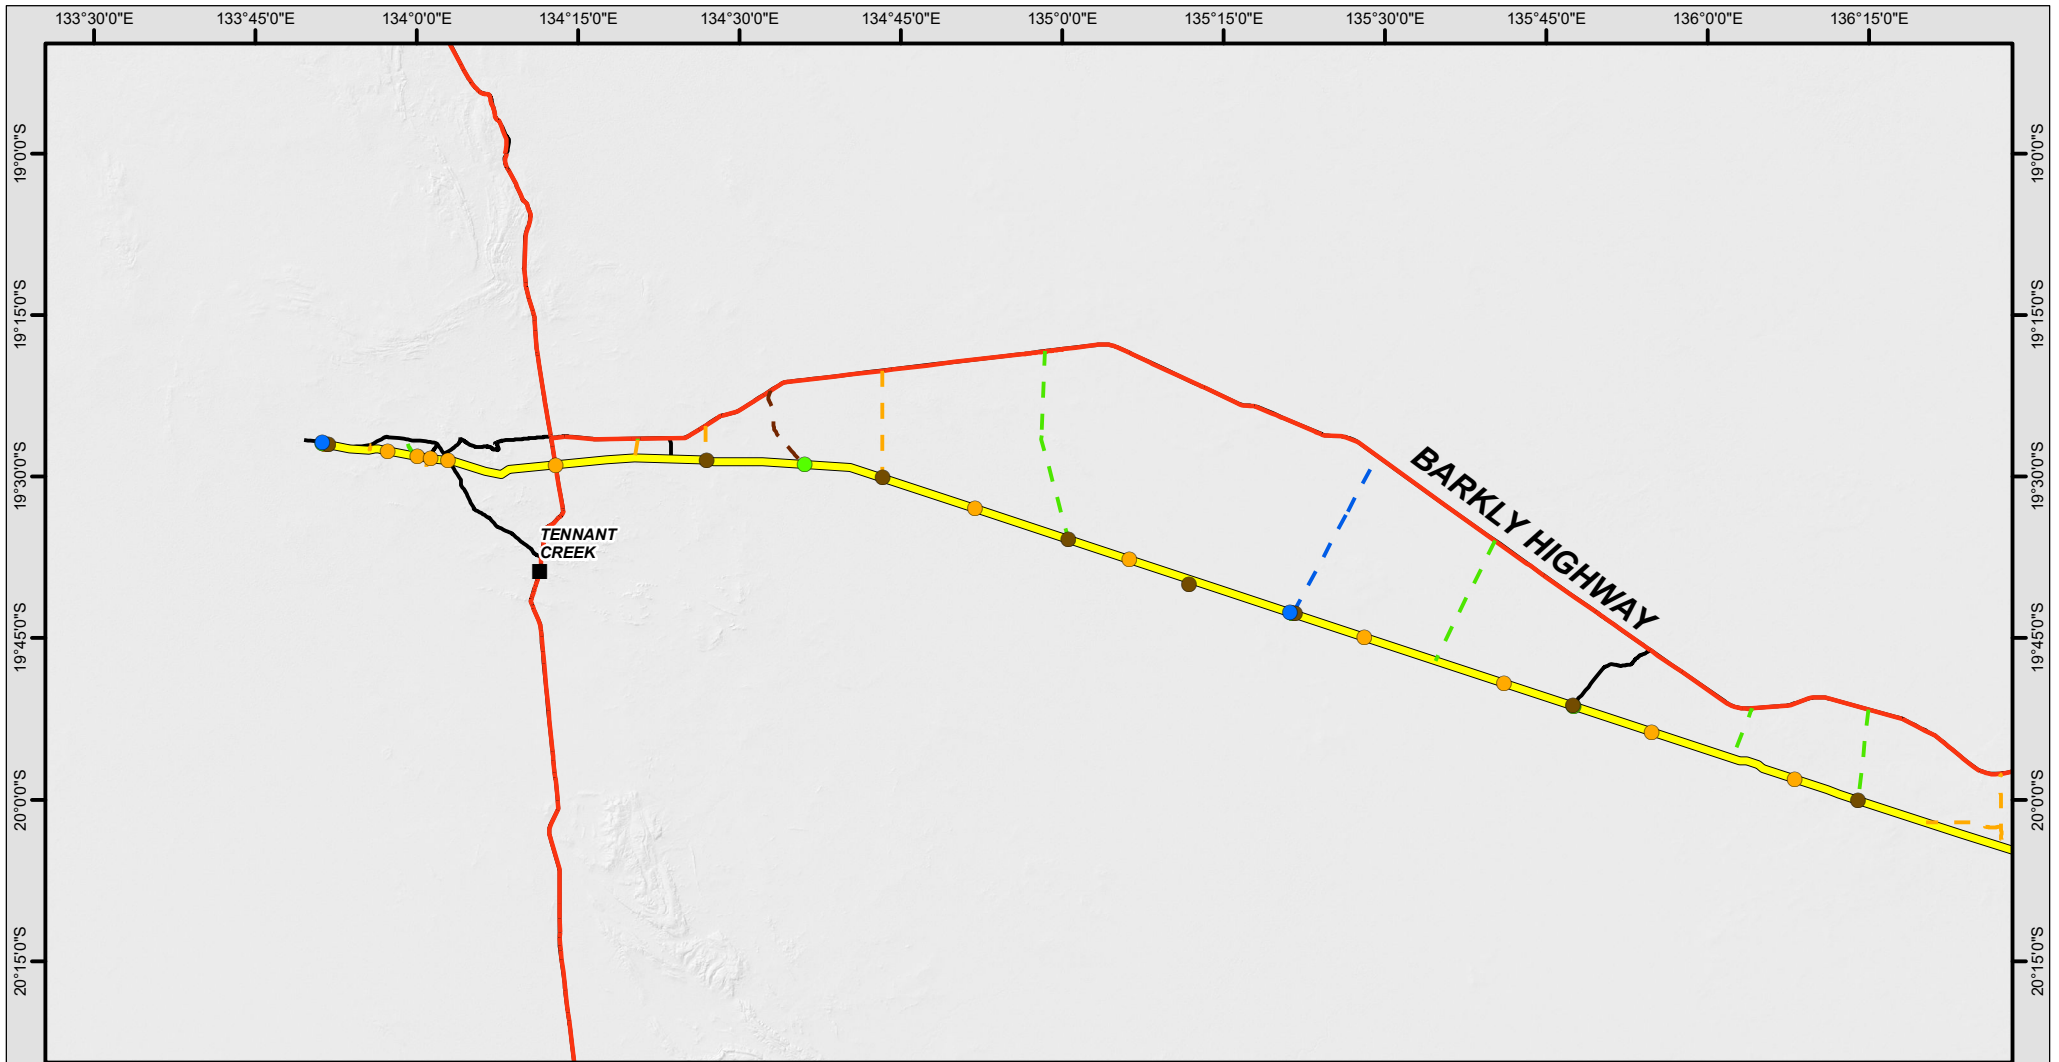 133°30'0"E
133°45'0"E
134°0'0"E
134°15'0"E
134°30'0"E
134°45'0"E
135°0'0"E
135°15'0"E
135°30'0"E
135°45'0"E
136°0'0"E
136°15'0"E
19°0'0"S
19°0'0"S
19°15'0"S
19°15'0"S
BARKLY HIGHWAY
19°30'0"S
19°30'0"S
TENNANT
CREEK
19°45'0"S
19°45'0"S
20°0'0"S
20°0'0"S
20°15'0"S
20°15'0"S